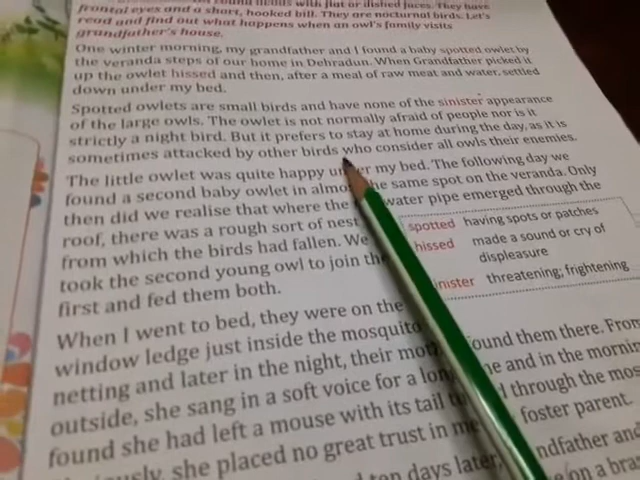 frontal eyes and a short, hooked bill. They are nocturnal birds. Let's
read and find out what happens when an owl's family visits
grandfather's house.
One winter morning, my grandfather and I found a baby spotted owlet by
the veranda steps of our home in Dehradun. When Grandfather picked it
up the owlet hissed and then, after a meal of raw meat and water, settled
down under my bed.
Spotted owlets are small birds and have none of the sinister appearance
of the large owls. The owlet is not normally afraid of people nor is it
strictly a night bird. But it prefers to stay at home during the day, as it is
sometimes attacked by other birds who consider all owls their enemies.
The little owlet was quite happy under my bed. The following day we
found a second baby owlet in almost the same spot on the veranda. Only
then did we realise that where the water pipe emerged through the
roof, there was a rough sort of nest
from which the birds had fallen. We
took the second young owl to join the
first and fed them both.
spotted having spots or patches
hissed made a sound or cry of
displeasure
sinister threatening; frightening
When I went to bed, they were on the
window ledge just inside the mosquito
netting and later in the night, their
outside, she sang in a soft voice for a long
found she had left a mouse with its tail
she placed no great trust in me
ten days later,
found them there. From
and in the
through the
foster parent.
and
on a